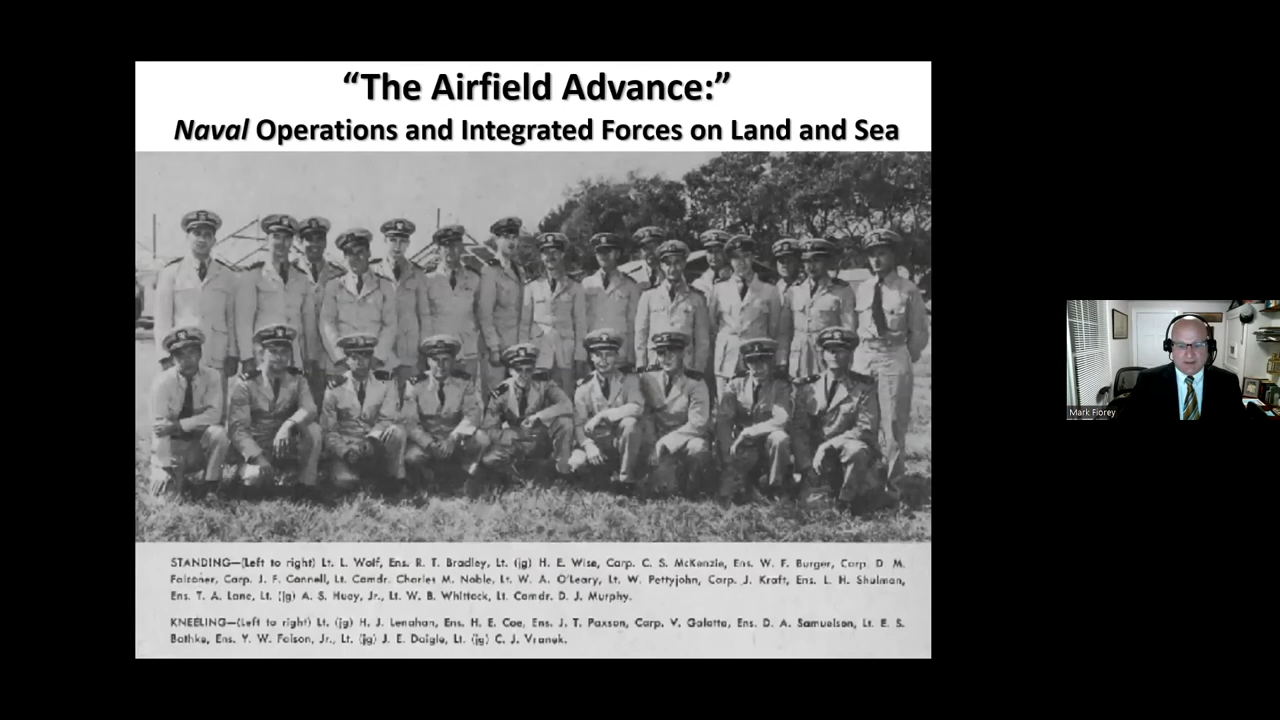 “The Airfield Advance:”
Naval Operations and Integrated Forces on Land and Sea
STANDING—(Left to right) Lt. L. Wolf, Ens. R. T. Bradley, Lt. (jg) H. E. Wise, Carp. C. S. McKenzie, Ens. W. F. Burger, Carp. D. M.
Falconer, Carp. J. F. Connell, Lt. Comdr. Charles M. Noble, Lt. W. A. O'Leary, Lt. W. Pettyjohn, Carp. J. Kraft, Ens. L. H. Shulman,
Ens. T. A. Lane, Lt. (jg) A. S. Huey, Jr., Lt. W. B. Whittock, Lt. Comdr. D. J. Murphy.
KNEELING—(Left to right) Lt. (jg) H. J. Lenahan, Ens. H. E. Coe, Ens. J. T. Paxson, Carp. V. Galotta, Ens. D. A. Samuelson, Lt. E. S.
Bathke, Ens. Y. W. Faison, Jr., Lt. (jg) J. E. Daigle, Lt. (jg) C. J. Vranek.
Mark Fiorey